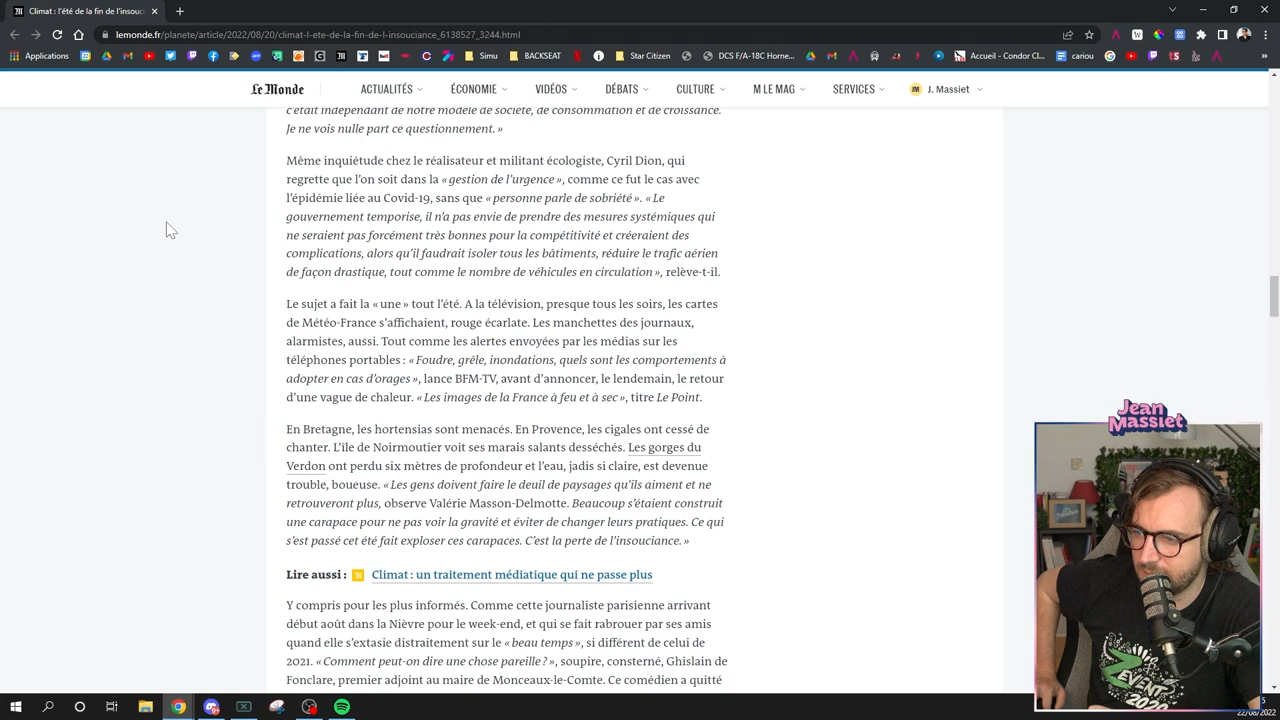 Climat : l'été de la fin de l'insouc
lemonde.fr/planete/article/2022/08/20/climat-l-ete-de-la-fin-de-l-insouciance_6138527_3244.html
Applications
Simu
BACKSEAT
Star Citizen
DCS F/A-18C Horne...
Accueil - Condor Cl...
cariou
Le Monde
ACTUALITÉS
ÉCONOMIE
VIDÉOS
DÉBATS
CULTURE
M LE MAG
SERVICES
JM
J. Massiet
c'était indépendant de notre modèle de société, de consommation et de croissance.
Je ne vois nulle part ce questionnement. »
Même inquiétude chez le réalisateur et militant écologiste, Cyril Dion, qui
regrette que l'on soit dans la « gestion de l'urgence », comme ce fut le cas avec
l'épidémie liée au Covid-19, sans que « personne parle de sobriété ». « Le
gouvernement temporise, il n'a pas envie de prendre des mesures systémiques qui
ne seraient pas forcément très bonnes pour la compétitivité et créeraient des
complications, alors qu'il faudrait isoler tous les bâtiments, réduire le trafic aérien
de façon drastique, tout comme le nombre de véhicules en circulation », relève-t-il.
Le sujet a fait la « une » tout l'été. A la télévision, presque tous les soirs, les cartes
de Météo-France s'affichaient, rouge écarlate. Les manchettes des journaux,
alarmistes, aussi. Tout comme les alertes envoyées par les médias sur les
téléphones portables : « Foudre, grêle, inondations, quels sont les comportements à
adopter en cas d'orages », lance BFM-TV, avant d'annoncer, le lendemain, le retour
d'une vague de chaleur. « Les images de la France à feu et à sec », titre Le Point.
En Bretagne, les hortensias sont menacés. En Provence, les cigales ont cessé de
chanter. L'île de Noirmoutier voit ses marais salants desséchés. Les gorges du
Verdon ont perdu six mètres de profondeur et l'eau, jadis si claire, est devenue
trouble, boueuse. « Les gens doivent faire le deuil de paysages qu'ils aiment et ne
retrouveront plus, observe Valérie Masson-Delmotte. Beaucoup s'étaient construit
une carapace pour ne pas voir la gravité et éviter de changer leurs pratiques. Ce qui
s'est passé cet été fait exploser ces carapaces. C'est la perte de l'insouciance. »
Lire aussi : Climat : un traitement médiatique qui ne passe plus
Y compris pour les plus informés. Comme cette journaliste parisienne arrivant
début août dans la Nièvre pour le week-end, et qui se fait rabrouer par ses amis
quand elle s'extasie distraitement sur le « beau temps », si différent de celui de
2021. « Comment peut-on dire une chose pareille ? », soupire, consterné, Ghislain de
Fonclare, premier adjoint au maire de Monceaux-le-Comte. Ce comédien a quitté
Jean
Massiet
ZEVENT
2020
22/08/2022